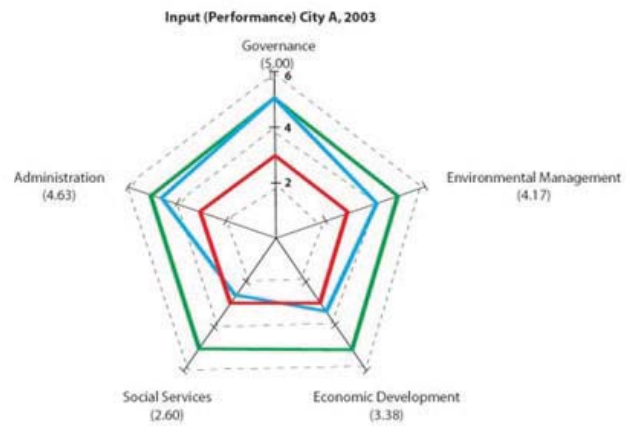 Input (Performance) City A, 2003
Governance
(5.00)
6
4
2
Administration
(4.63)
Environmental Management
(4.17)
Social Services
(2.60)
Economic Development
(3.38)